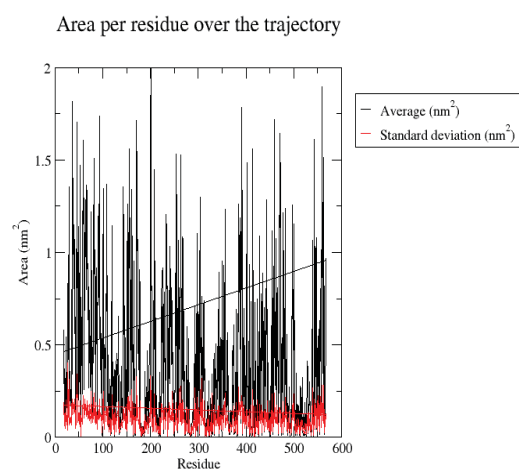 Area per residue over the trajectory
Average (nm²)
Standard deviation (nm²)
Area (nm²)
2
1.5
1
0.5
0
0 100 200 300 400 500 600
Residue